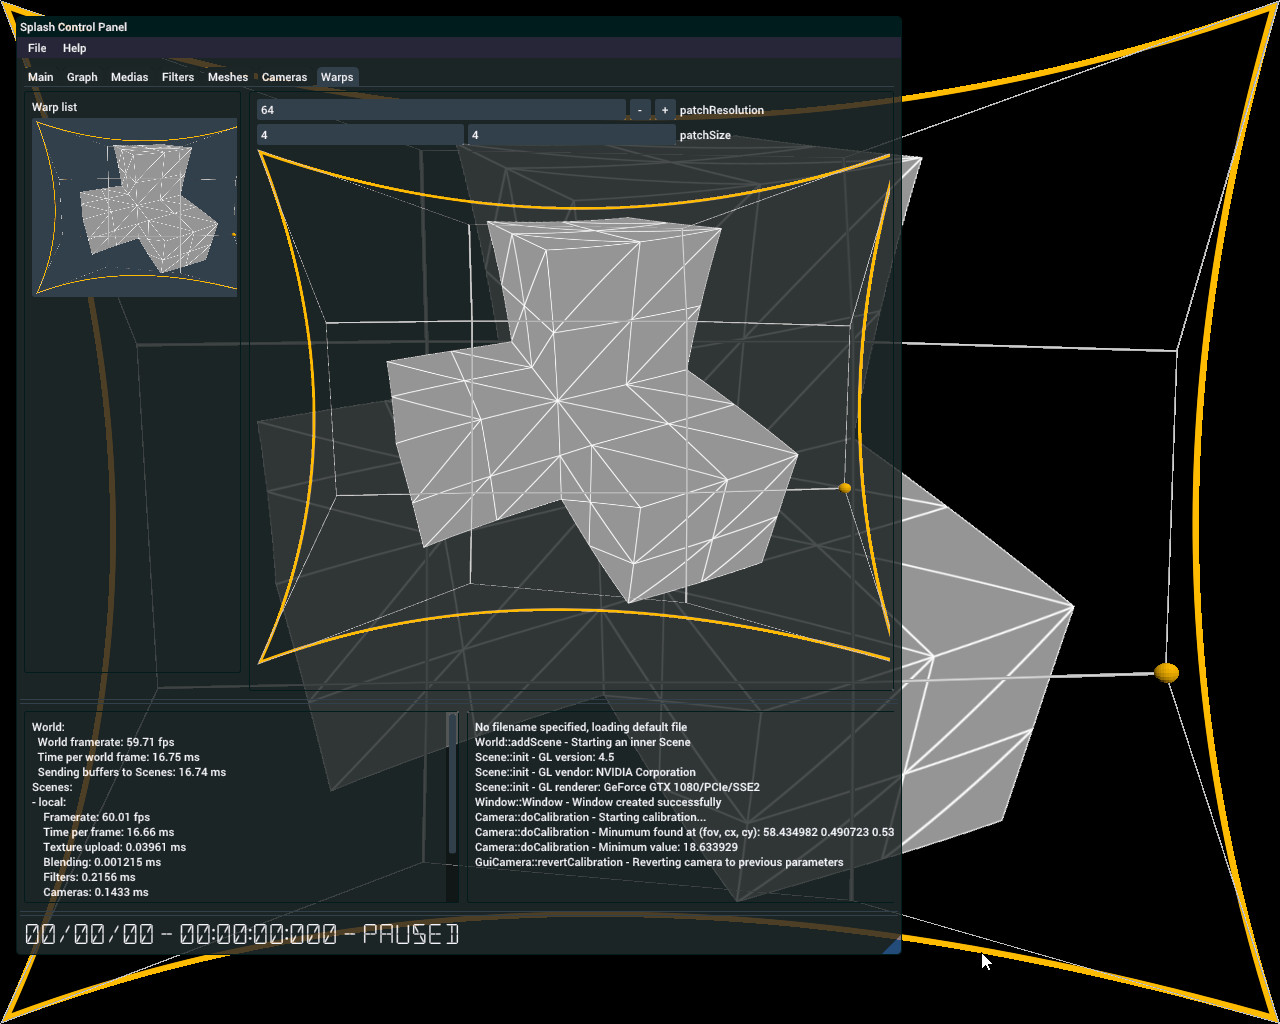 Splash Control Panel
File Help
Main Graph Medias Filters Meshes Cameras Warps
Warp list
64 - + patchResolution
4 4 patchSize
World:
World framerate: 59.71 fps
Time per world frame: 16.75 ms
Sending buffers to Scenes: 16.74 ms
Scenes:
- local:
Framerate: 60.01 fps
Time per frame: 16.66 ms
Texture upload: 0.03961 ms
Blending: 0.001215 ms
Filters: 0.2156 ms
Cameras: 0.1433 ms
No filename specified, loading default file
World::addScene - Starting an inner Scene
Scene::init - GL version: 4.5
Scene::init - GL vendor: NVIDIA Corporation
Scene::init - GL renderer: GeForce GTX 1080/PCIe/SSE2
Window::Window - Window created successfully
Camera::doCalibration - Starting calibration...
Camera::doCalibration - Minumum found at (fov, cx, cy): 58.434982 0.490723 0.53
Camera::doCalibration - Minimum value: 18.633929
GuiCamera::revertCalibration - Reverting camera to previous parameters
00/00/00 - 00:00:00:000 - PAUSED